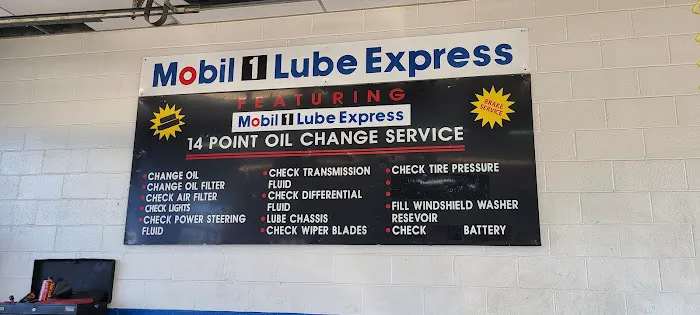 Mobil 1 Lube Express
FEATURING
Mobil 1 Lube Express
14 POINT OIL CHANGE SERVICE
BRAKE
SERVICE
CHANGE OIL
CHANGE OIL FILTER
CHECK AIR FILTER
CHECK LIGHTS
CHECK POWER STEERING
FLUID
CHECK TRANSMISSION
FLUID
CHECK DIFFERENTIAL
FLUID
LUBE CHASSIS
CHECK WIPER BLADES
CHECK TIRE PRESSURE
FILL WINDSHIELD WASHER
RESEVOIR
CHECK BATTERY